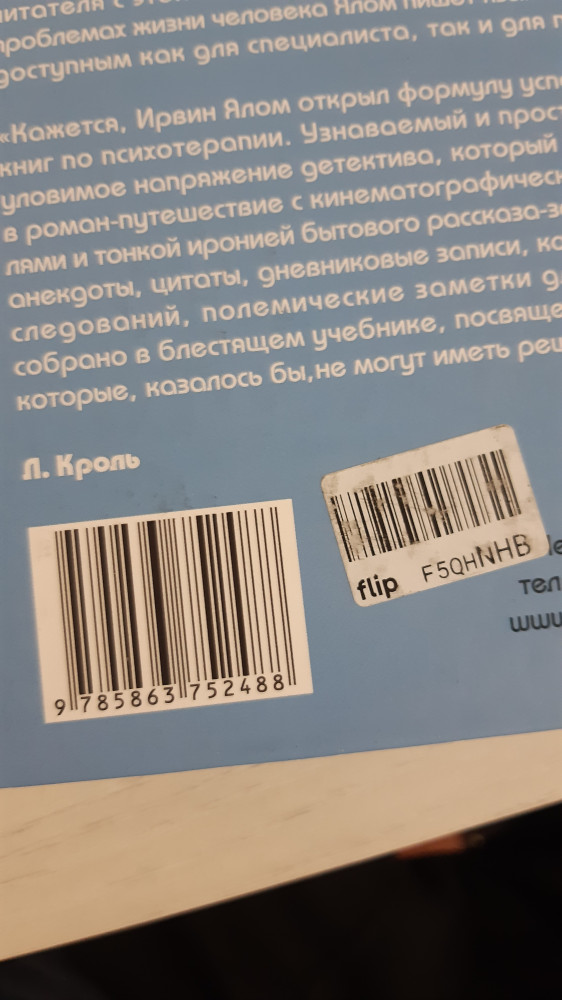 читателя с
проблемах жизни человека Ялом пишет
доступным как для специалиста, так и для п
«Кажется, Ирвин Ялом открыл формулу усп
книг по психотерапии. Узнаваемый и прос
уловимое напряжение детектива, который
в роман-путешествие с кинематографическ
лями и тонкой иронией бытового рассказа-з
анекдоты, цитаты, дневниковые записи, ко
следований, полемические заметки д
собрано в блестящем учебнике, посвяще
которые, казалось бы,не могут иметь реш
Л. Кроль
flip F5QHNHB
тел
www
9 785863 752488